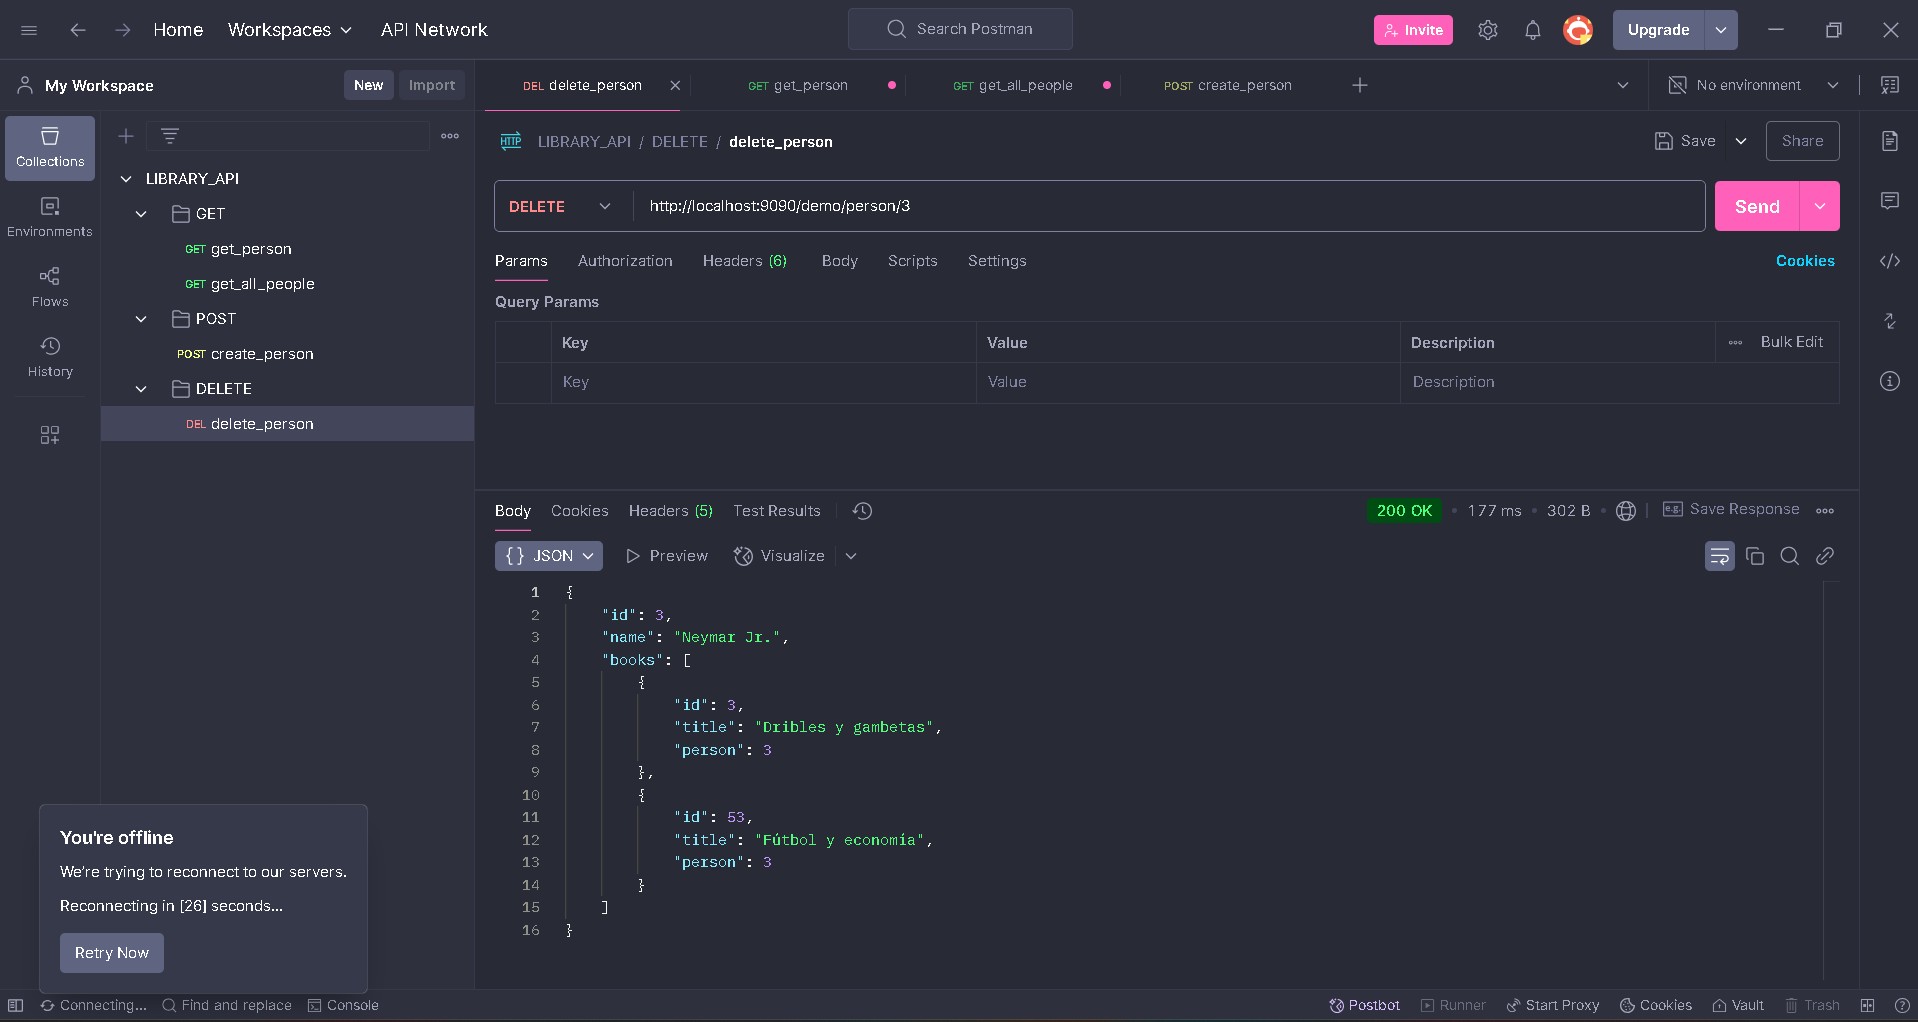 Home Workspaces API Network Search Postman Invite Upgrade
My Workspace New Import
DEL delete_person GET get_person GET get_all_people POST create_person No environment
Collections
Environments
Flows
History
LIBRARY_API
GET
GET get_person
GET get_all_people
POST
POST create_person
DELETE
DEL delete_person
HTTP LIBRARY_API / DELETE / delete_person Save Share
DELETE http://localhost:9090/demo/person/3 Send
Params Authorization Headers (6) Body Scripts Settings Cookies
Query Params
Key Value Description Bulk Edit
Key Value Description
Body Cookies Headers (5) Test Results 200 OK 177 ms 302 B e.g. Save Response
{} JSON Preview Visualize
1 {
2 "id": 3,
3 "name": "Neymar Jr.",
4 "books": [
5 {
6 "id": 3,
7 "title": "Dribles y gambetas",
8 "person": 3
9 },
10 {
11 "id": 53,
12 "title": "Fútbol y economía",
13 "person": 3
14 }
15 ]
16 }
You're offline
We're trying to reconnect to our servers.
Reconnecting in [26] seconds...
Retry Now
Connecting... Find and replace Console Postbot Runner Start Proxy Cookies Vault Trash